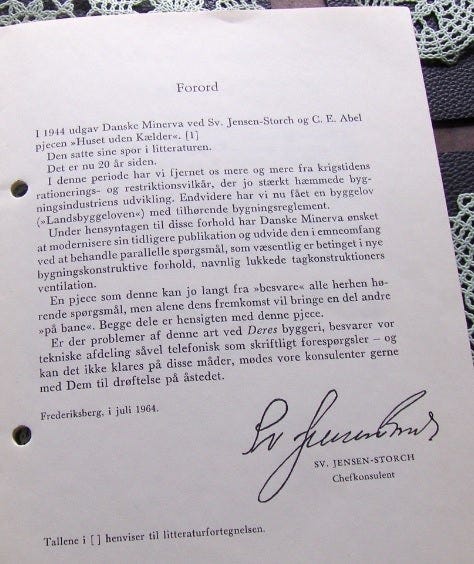 Forord
I 1944 udgav Danske Minerva ved Sv. Jensen-Storch og C. E. Abel
pjecen »Huset uden Kælder«. [1]
Den satte sine spor i litteraturen.
Det er nu 20 år siden.
I denne periode har vi fjernet os mere og mere fra krigstidens
rationerings- og restriktionsvilkår, der jo stærkt hæmmede byg-
ningsindustriens udvikling. Endvidere har vi nu fået en byggelov
(»Landsbyggeloven«) med tilhørende bygningsreglement.
Under hensyntagen til disse forhold har Danske Minerva ønsket
at modernisere sin tidligere publikation og udvide den i emneomfang
ved at behandle parallelle spørgsmål, som væsentlig er betinget i nye
bygningskonstruktive forhold, navnlig lukkede tagkonstruktioners
ventilation.
En pjece som denne kan jo langt fra »besvare« alle herhen hø-
rende spørgsmål, men alene dens fremkomst vil bringe en del andre
»på bane«. Begge dele er hensigten med denne pjece.
Er der problemer af denne art ved Deres byggeri, besvarer vor
tekniske afdeling såvel telefonisk som skriftligt forespørgsler – og
kan det ikke klares på disse måder, mødes vore konsulenter gerne
med Dem til drøftelse på åstedet.
Frederiksberg, i juli 1964.
Sv Jensen-Storch
SV. JENSEN-STORCH
Chefkonsulent
Tallene i [ ] henviser til litteraturfortegnelsen.